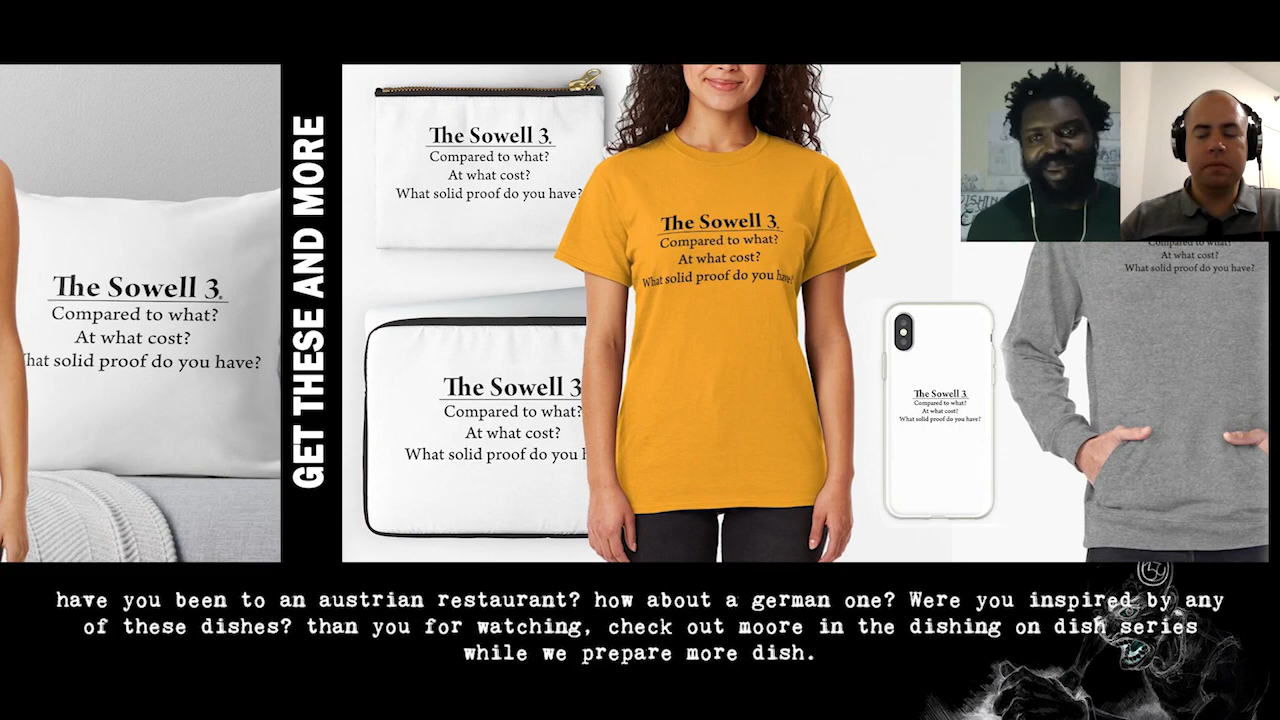 The Sowell 3.
Compared to what?
At what cost?
hat solid proof do you have?
GET THESE AND MORE
The Sowell 3.
Compared to what?
At what cost?
What solid proof do you have?
The Sowell 3
Compared to what?
At what cost?
What solid proof do you
The Sowell 3.
Compared to what?
At what cost?
What solid proof do you have?
The Sowell 3.
Compared to what?
At what cost?
What solid proof do you have?
Compared to what?
At what cost?
What solid proof do you have?
have you been to an austrian restaurant? how about a german one? Were you inspired by any
of these dishes? than you for watching, check out moore in the dishing on dish series
while we prepare more dish.